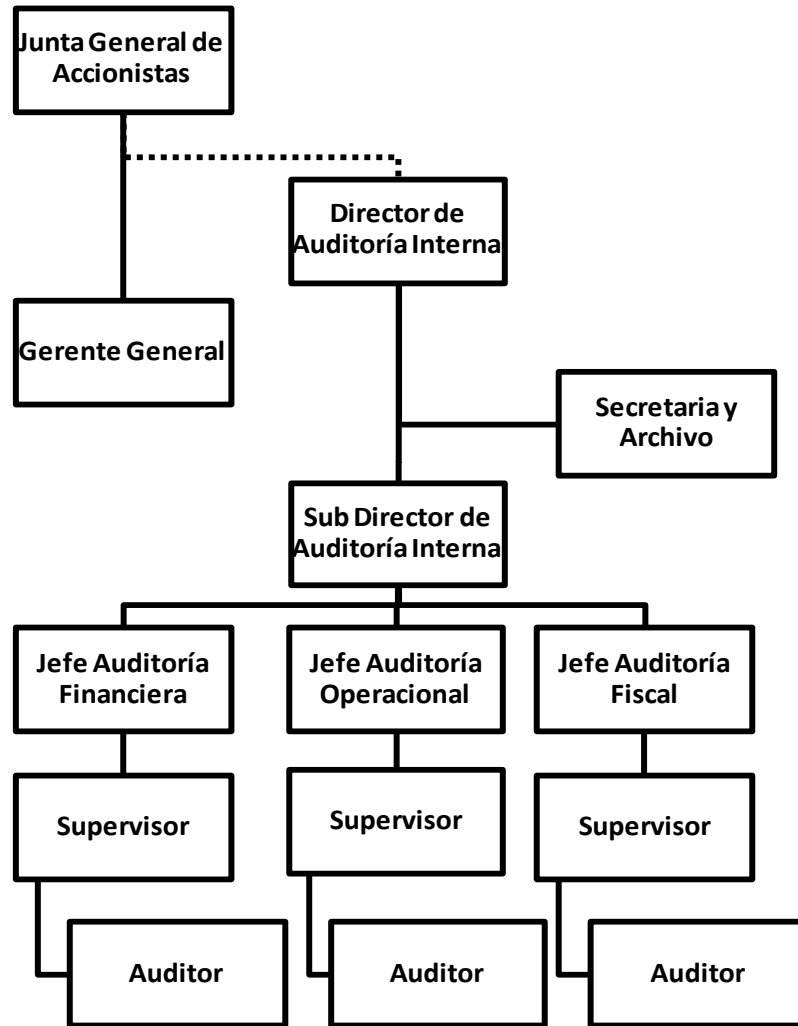 Junta General de
Accionistas
Director de
Auditoría Interna
Gerente General
Secretaria y
Archivo
Sub Director de
Auditoría Interna
Jefe Auditoría
Financiera
Jefe Auditoría
Operacional
Jefe Auditoría
Fiscal
Supervisor
Supervisor
Supervisor
Auditor
Auditor
Auditor